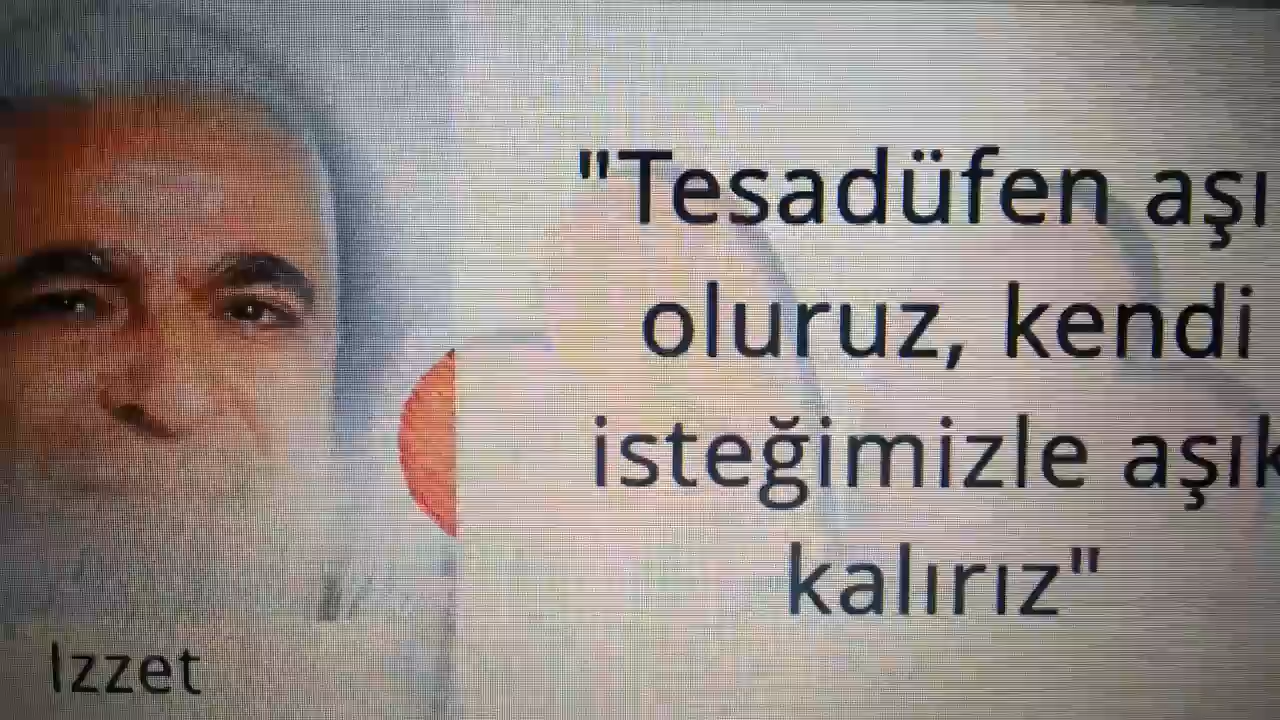 "Tesadüfen aşı
oluruz, kendi
isteğimizle aşık
kalırız"
Izzet